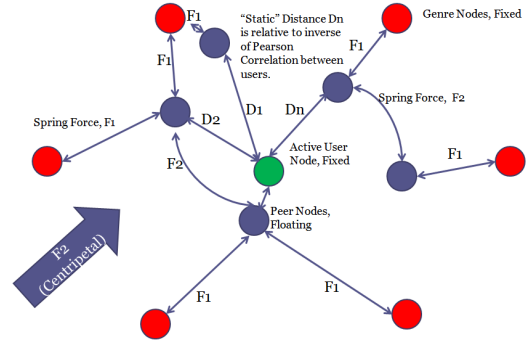 F1
"Static" Distance Dn
is relative to inverse
of Pearson
Correlation between
users.
Genre Nodes, Fixed
F1
F1
Spring Force, F1
D2
D1
Dn
Spring Force, F2
F2
Active User
Node, Fixed
F1
Peer Nodes,
Floating
F2
(Centripetal)
F1
F1